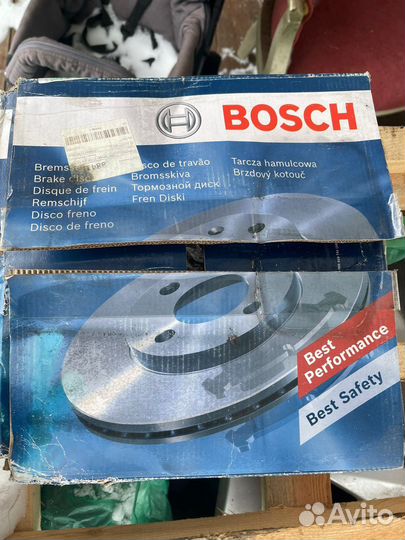 BOSCH
Brake disc
Disque de frein
Remschijf
Disco freno
Disco de freno
disco de travão
Bromsskiva
Тормозной диск
Fren Diski
Tarcza hamulcowa
Brzdový kotouč
Best
Performance
Best Safety
Avito